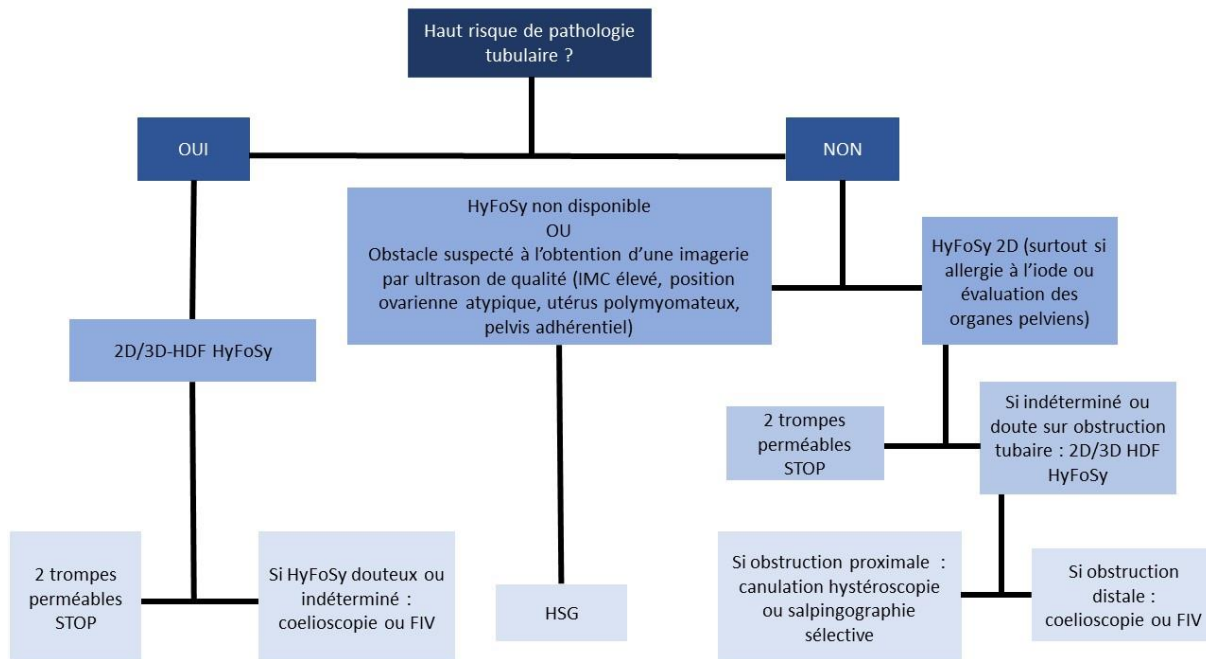 Haut risque de pathologie
tubulaire ?
OUI
NON
HyFoSy non disponible
OU
Obstacle suspecté à l'obtention d'une imagerie
par ultrason de qualité (IMC élevé, position
ovarienne atypique, utérus polymyomateux,
pelvis adhérentiel)
HyFoSy 2D (surtout si
allergie à l'iode ou
évaluation des
organes pelviens)
2D/3D-HDF HyFoSy
2 trompes
perméables
STOP
Si indéterminé ou
doute sur obstruction
tubaire : 2D/3D HDF
HyFoSy
2 trompes
perméables
STOP
Si HyFoSy douteux ou
indéterminé :
coelioscopie ou FIV
HSG
Si obstruction proximale :
canulation hystéroscopie
ou salpingographie
sélective
Si obstruction
distale :
coelioscopie ou FIV